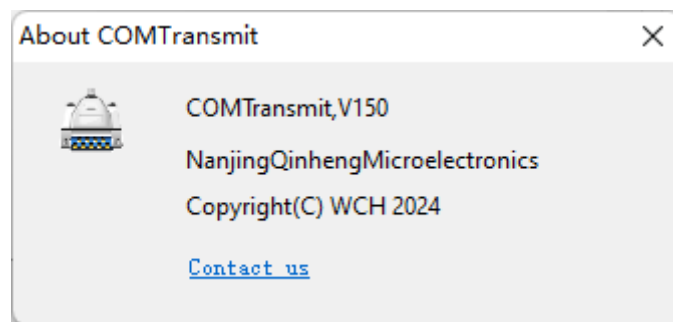 About COMTransmit
COMTransmit,V150
NanjingQinhengMicroelectronics
Copyright(C) WCH 2024
Contact us